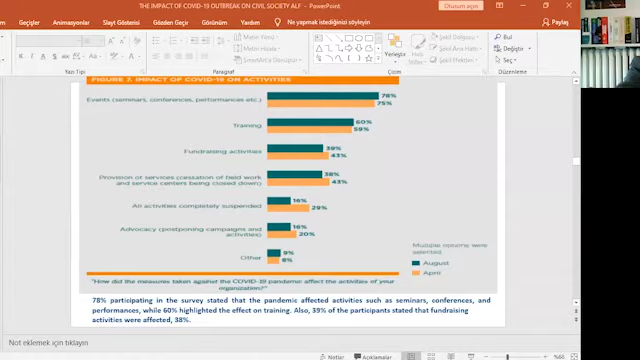 THE IMPACT OF COVID-19 OUTBREAK ON CIVIL SOCIETY ALF - PowerPoint
Oturum açın
Geçişler Animasyonlar Slayt Gösterisi Gözden Geçir Görünüm Yardım Ne yapmak istediğinizi söyleyin Paylaş
Metin Yönü
Metni Hizala
SmartArt'a Dönüştür
Yerleştir
Şekil Dolgusu
Şekil Ana Hattı
Şekil Efektleri
Bul
Değiştir
Seç
Yazı Tipi Paragraf Çizim Düzenleme
FIGURE 7. IMPACT OF COVID-19 ON ACTIVITIES
Events (seminars, conferences, performances etc.) 78%
75%
Training 60%
59%
Fundraising activities 39%
43%
Provision of services (cessation of field work 38%
and service centers being closed down) 43%
All activities completely suspended 16%
29%
Advocacy (postponing campaigns and 16%
activities) 20%
Other 9%
8%
Multiple options were
selected.
August
April
"How did the measures taken against the COVID-19 pandemic affect the activities of your
organization?"
78% participating in the survey stated that the pandemic affected activities such as seminars, conferences, and
performances, while 60% highlighted the effect on training. Also, 39% of the participants stated that fundraising
activities were affected, 38%.
Not eklemek için tıklayın
Notlar Açıklamalar